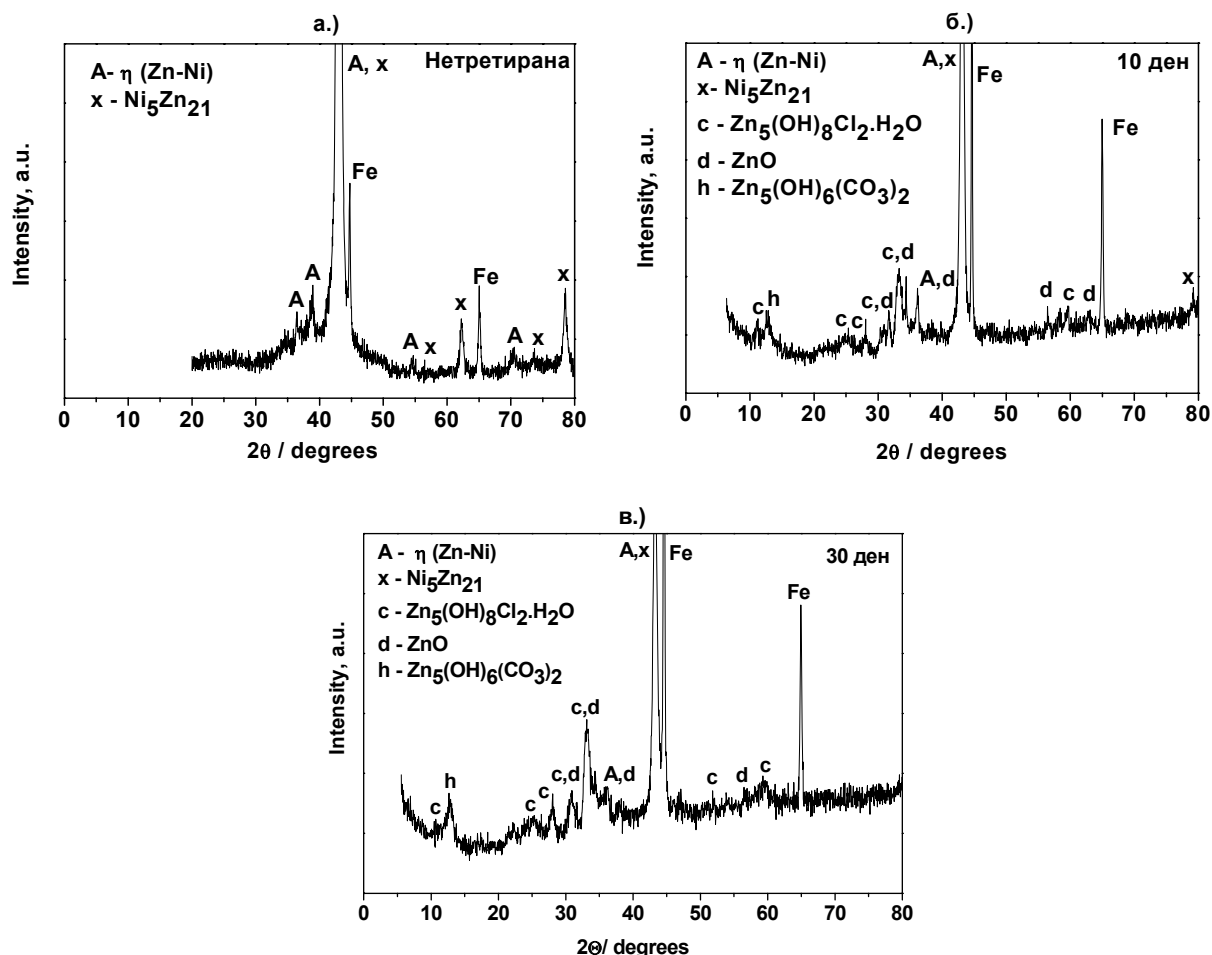 а.)
Нетретирана
A- η (Zn-Ni)
x - Ni5Zn21
A, x
Fe
A
A
A
x
x
Fe
A
x
x
Intensity, a.u.
0 10 20 30 40 50 60 70 80
2θ / degrees
б.)
10 ден
A - η (Zn-Ni)
x- Ni5Zn21
c - Zn5(OH)8Cl2.H2O
d - ZnO
h - Zn5(OH)6(CO3)2
A,x
Fe
Fe
c
h
c
c
c,d
c,d
A,d
d
c
d
x
Intensity, a.u.
0 10 20 30 40 50 60 70 80
2θ / degrees
в.)
30 ден
A - η (Zn-Ni)
x - Ni5Zn21
c - Zn5(OH)8Cl2.H2O
d - ZnO
h - Zn5(OH)6(CO3)2
A,x
Fe
Fe
c
h
c
c
c,d
c,d
A,d
c
d
c
Intensity, a.u.
0 10 20 30 40 50 60 70 80
2Θ/ degrees